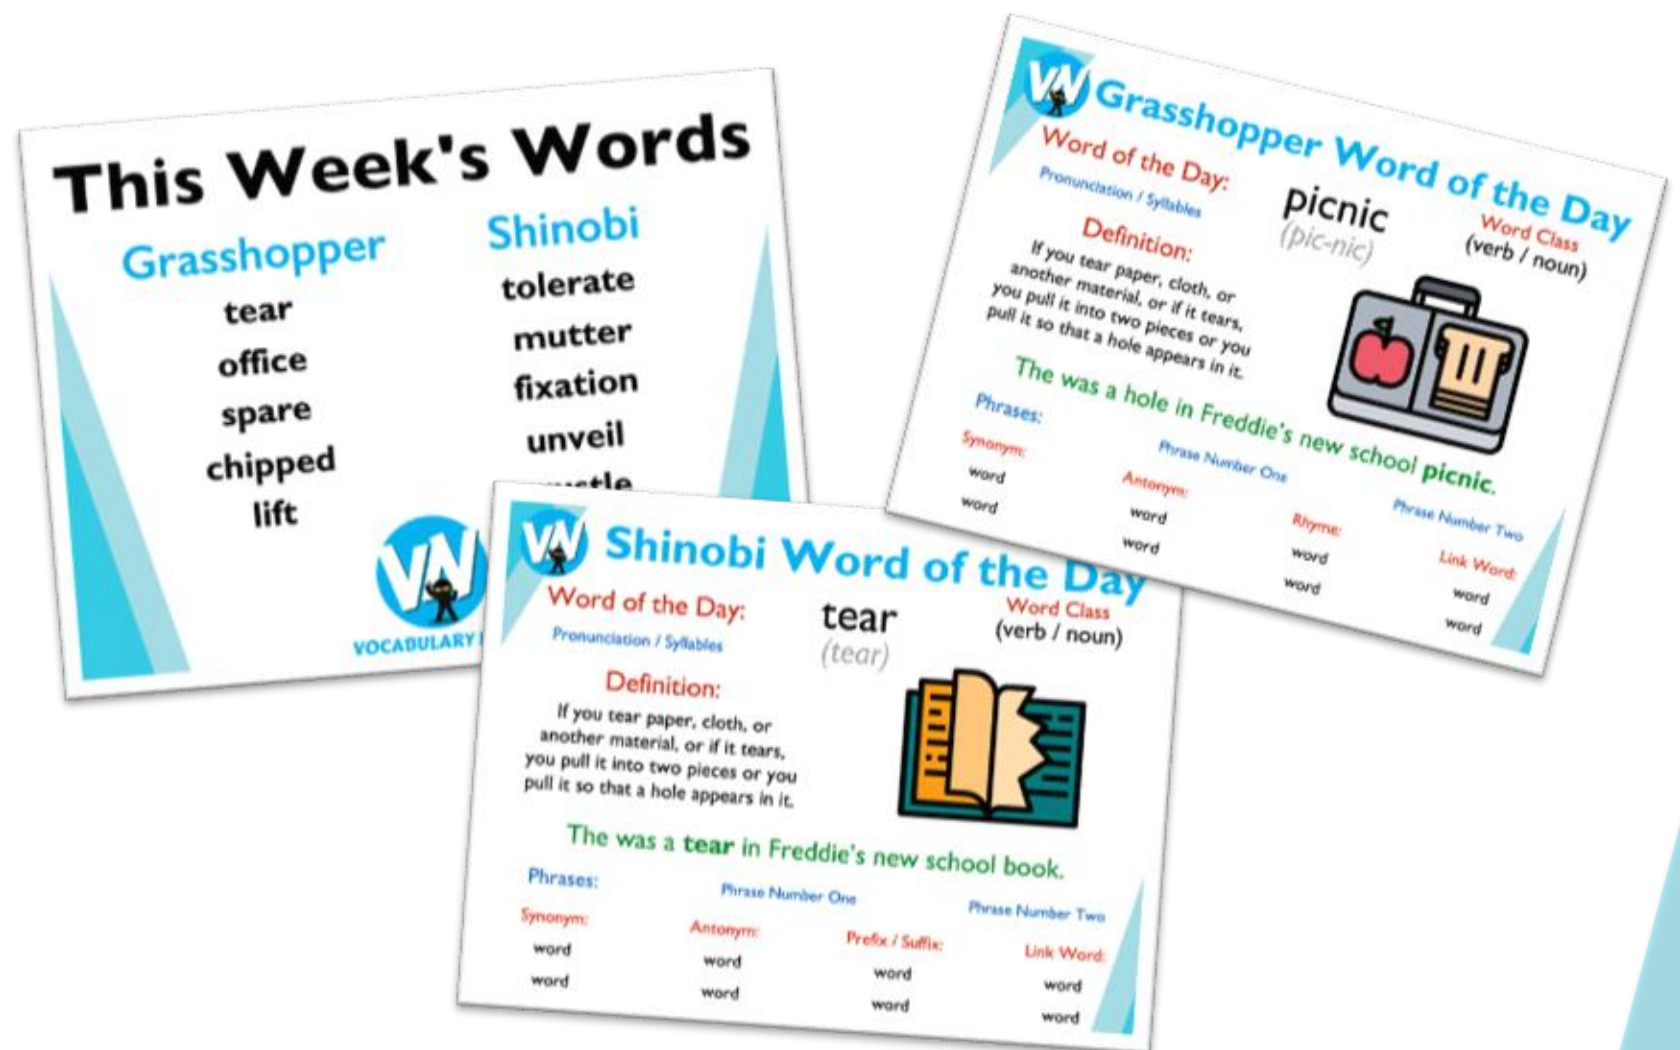 This Week's Words
Grasshopper
tear
office
spare
chipped
lift
Shinobi
tolerate
mutter
fixation
unveil
VN
VOCABULARY
VN Grasshopper Word of the Day
Word of the Day:
Pronunciation / Syllables
picnic
(pic-nic)
Word Class
(verb / noun)
Definition:
If you tear paper, cloth, or
another material, or if it tears,
you pull it into two pieces or you
pull it so that a hole appears in it.
The was a hole in Freddie's new school picnic.
Phrases:
Phrase Number One
Phrase Number Two
Synonym:
word
word
Antonym:
word
word
Rhyme:
word
word
Link Word:
word
word
VN Shinobi Word of the Day
Word of the Day:
Pronunciation / Syllables
tear
(tear)
Word Class
(verb / noun)
Definition:
If you tear paper, cloth, or
another material, or if it tears,
you pull it into two pieces or you
pull it so that a hole appears in it.
The was a tear in Freddie's new school book.
Phrases:
Phrase Number One
Phrase Number Two
Synonym:
word
word
Antonym:
word
word
Prefix / Suffix:
word
word
Link Word:
word
word